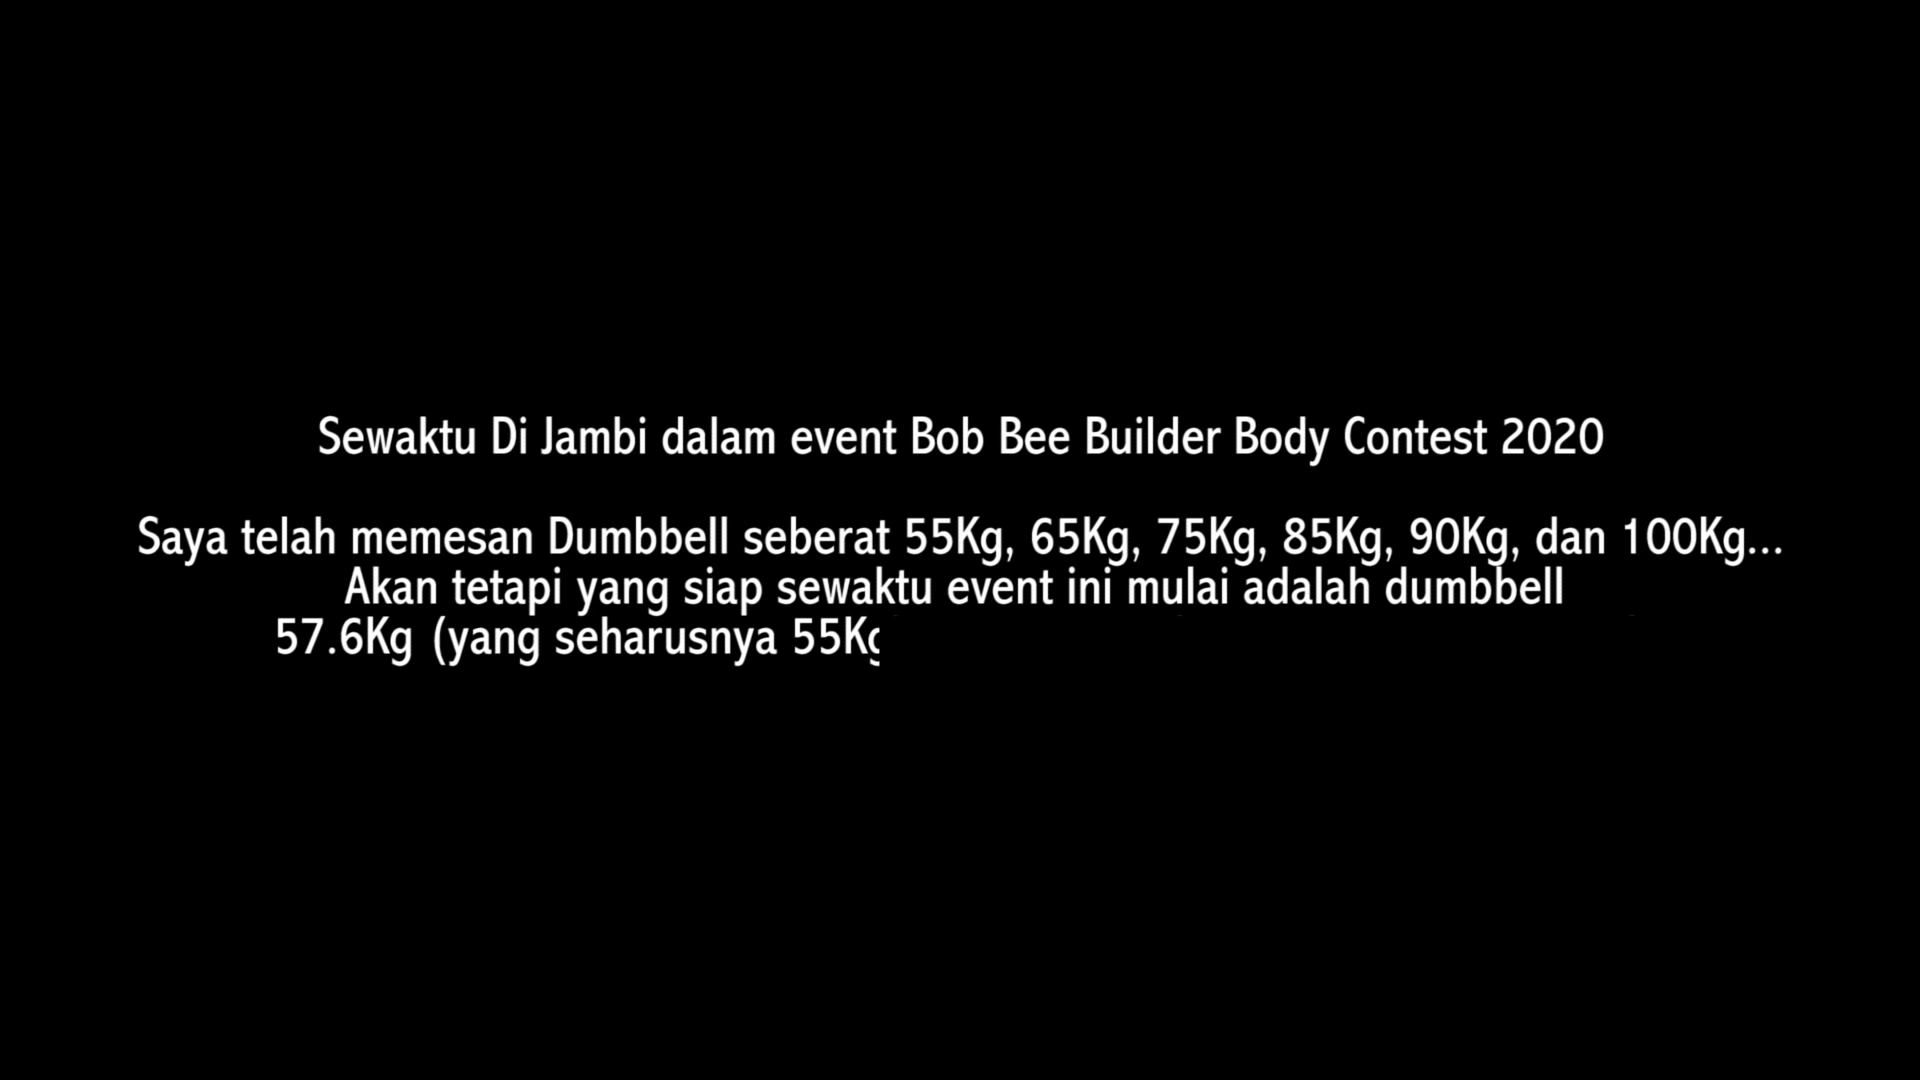 Sewaktu Di Jambi dalam event Bob Bee Builder Body Contest 2020
Saya telah memesan Dumbbell seberat 55Kg, 65Kg, 75Kg, 85Kg, 90Kg, dan 100Kg...
Akan tetapi yang siap sewaktu event ini mulai adalah dumbbell
57.6Kg (yang seharusnya 55Kg